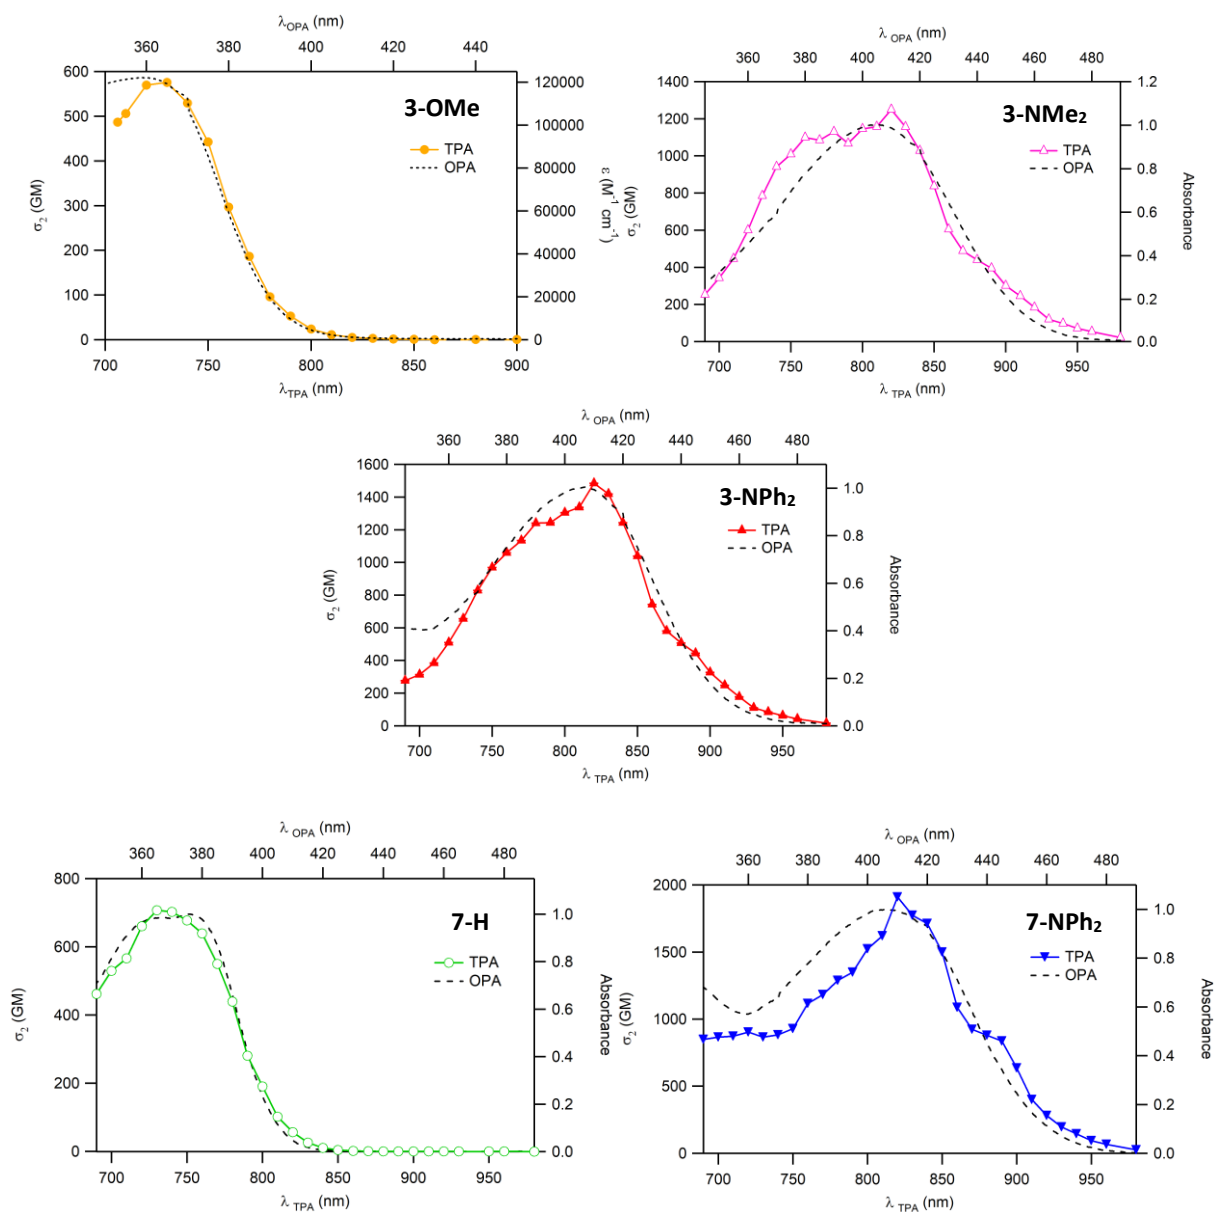 λOPA (nm)
360 380 400 420 440
600 500 400 300 200 100 0
σ2 (GM)
3-OMe
TPA
OPA
120000 100000 80000 60000 40000 20000 0
ε (M-1 cm-1)
700 750 800 850 900
λTPA (nm)
λ OPA (nm)
360 380 400 420 440 460 480
1400 1200 1000 800 600 400 200 0
σ2 (GM)
3-NMe2
TPA
OPA
1.2 1.0 0.8 0.6 0.4 0.2 0.0
Absorbance
700 750 800 850 900 950
λ TPA (nm)
λ OPA (nm)
360 380 400 420 440 460 480
1600 1400 1200 1000 800 600 400 200 0
σ2 (GM)
3-NPh2
TPA
OPA
1.0 0.8 0.6 0.4 0.2 0.0
Absorbance
700 750 800 850 900 950
λ TPA (nm)
λ OPA (nm)
360 380 400 420 440 460 480
800 600 400 200 0
σ2 (GM)
7-H
TPA
OPA
1.0 0.8 0.6 0.4 0.2 0.0
Absorbance
700 750 800 850 900 950
λ TPA (nm)
λ OPA (nm)
360 380 400 420 440 460 480
2000 1500 1000 500 0
σ2 (GM)
7-NPh2
TPA
OPA
1.0 0.8 0.6 0.4 0.2 0.0
Absorbance
700 750 800 850 900 950
λ TPA (nm)